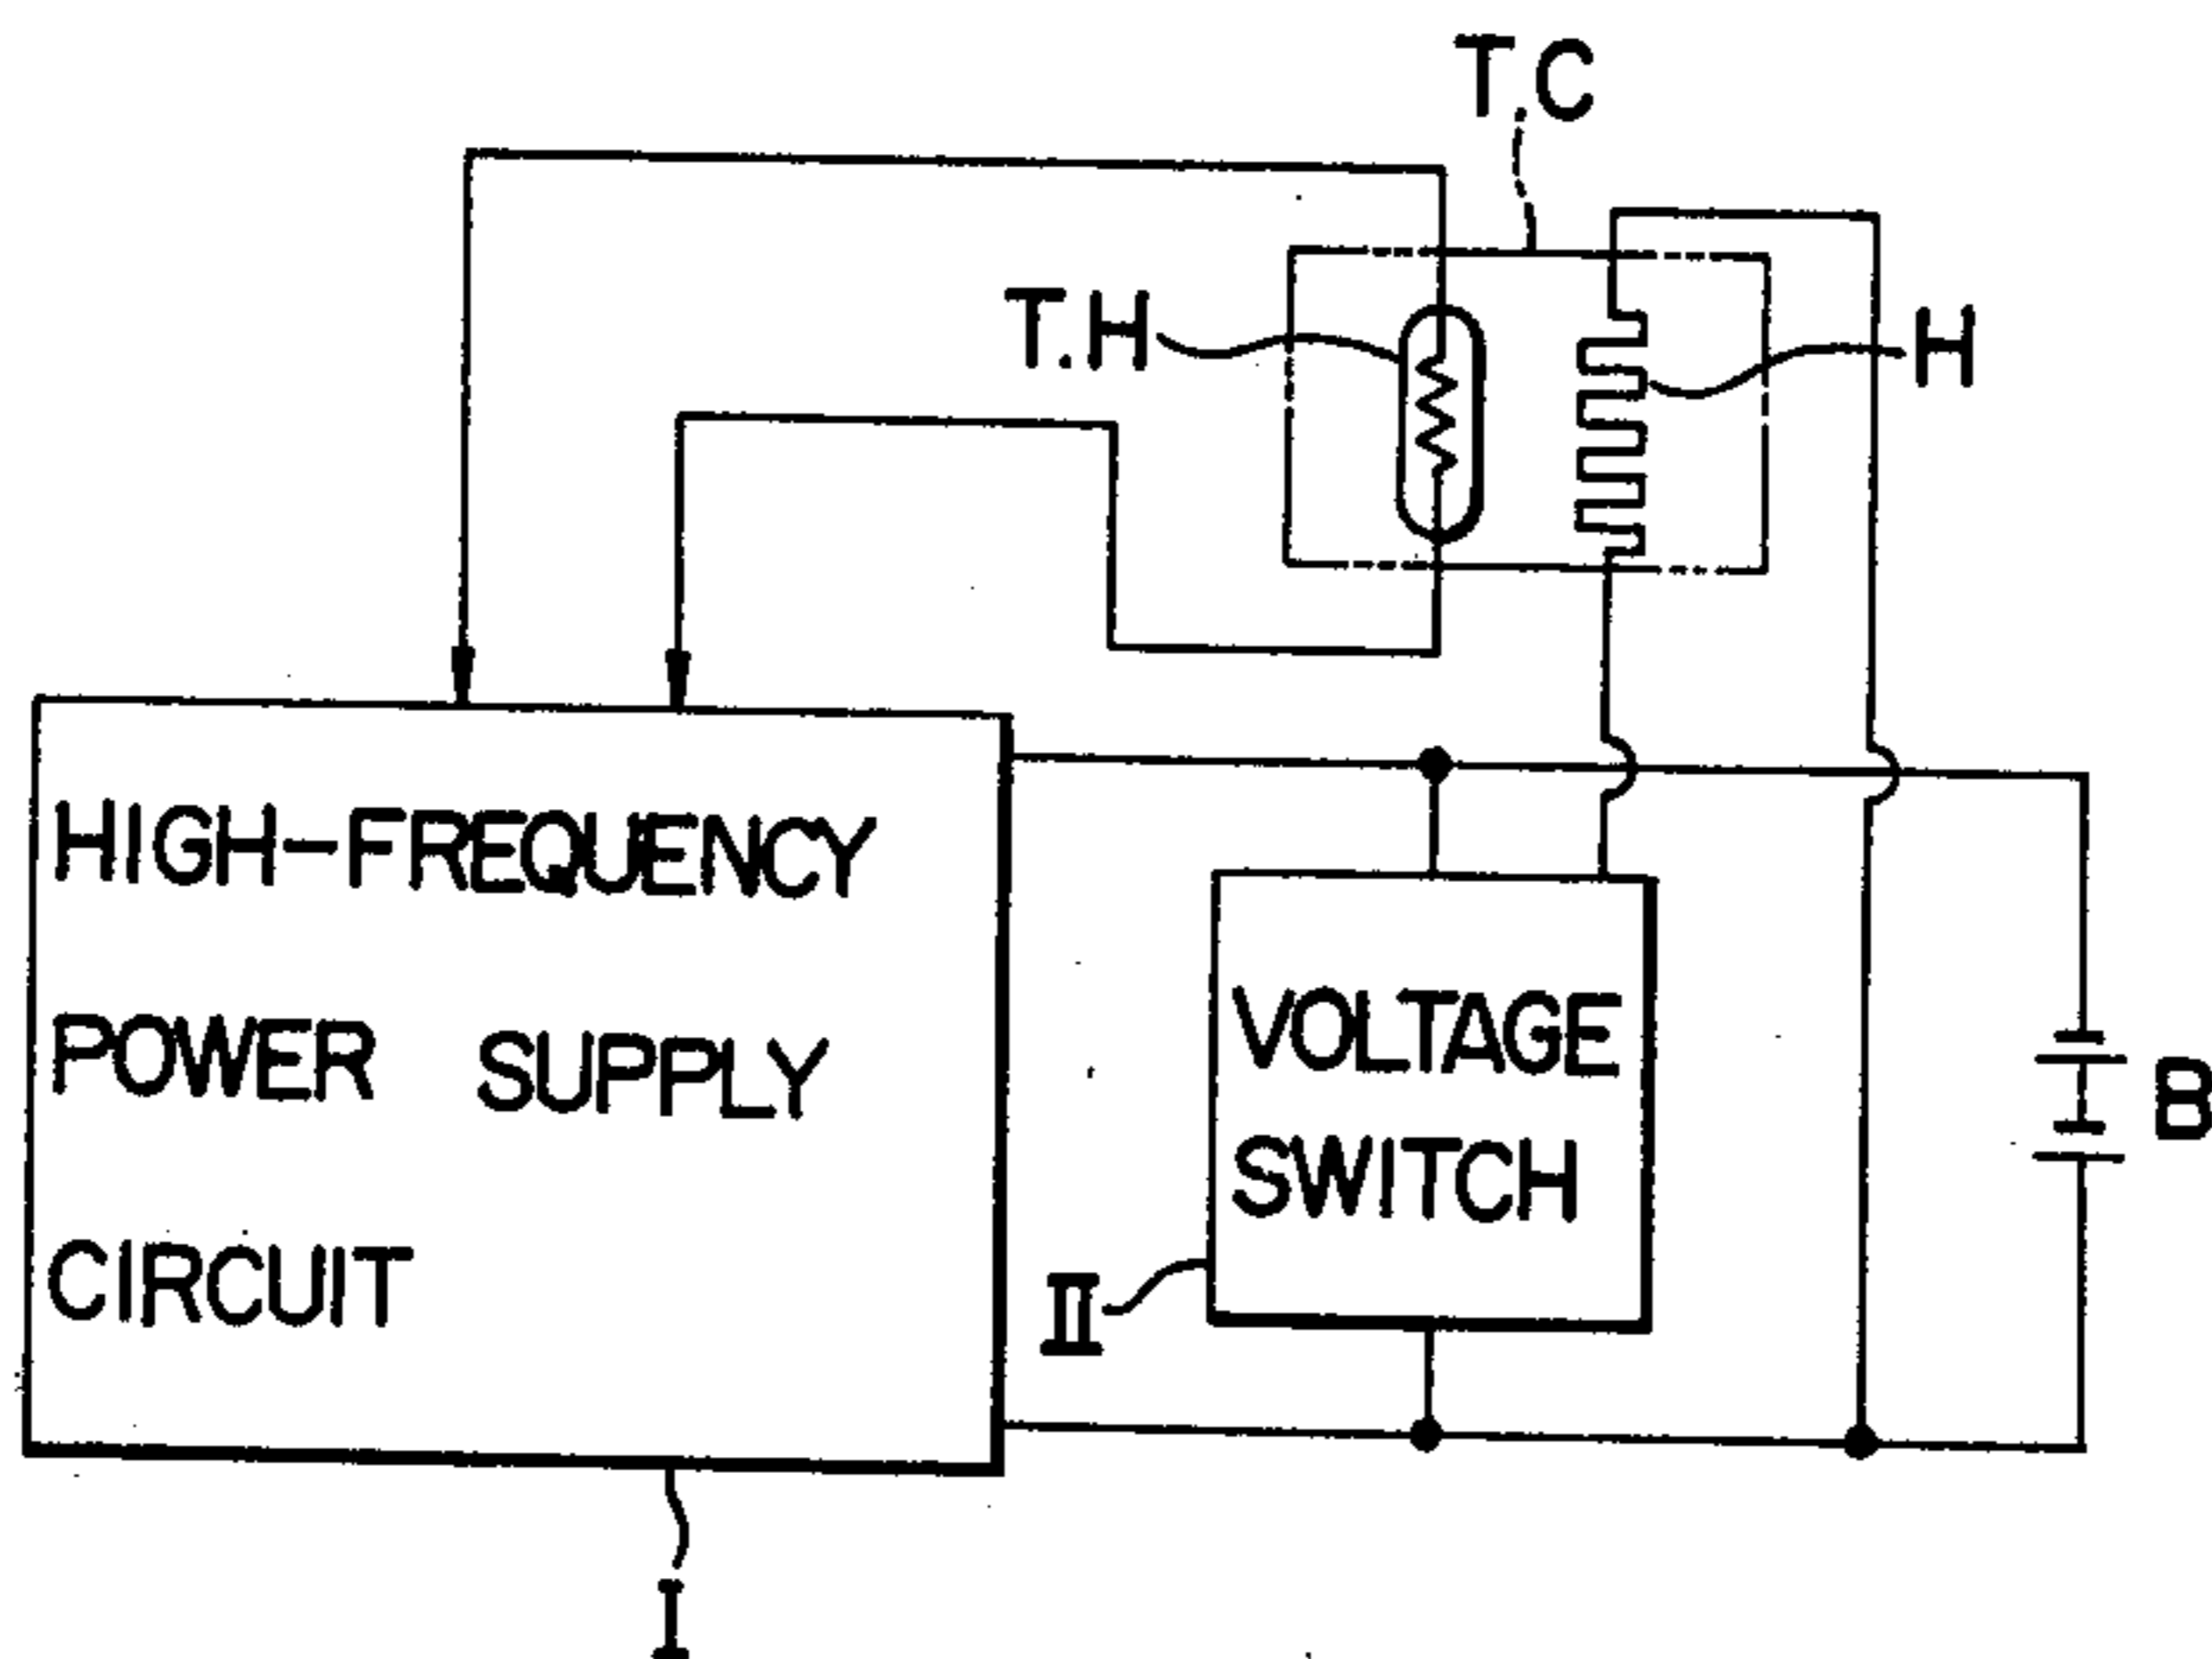 T.C
T.H
H
HIGH-FREQUENCY
POWER SUPPLY
CIRCUIT
VOLTAGE
SWITCH
B
II
I